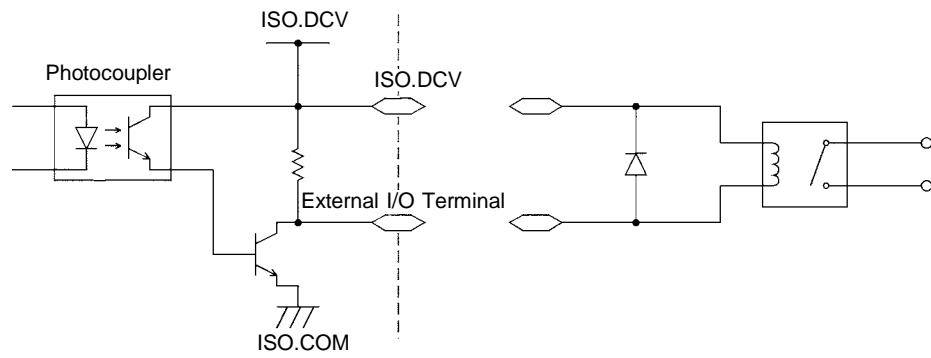 ISO.DCV
Photocoupler
ISO.DCV
External I/O Terminal
ISO.COM